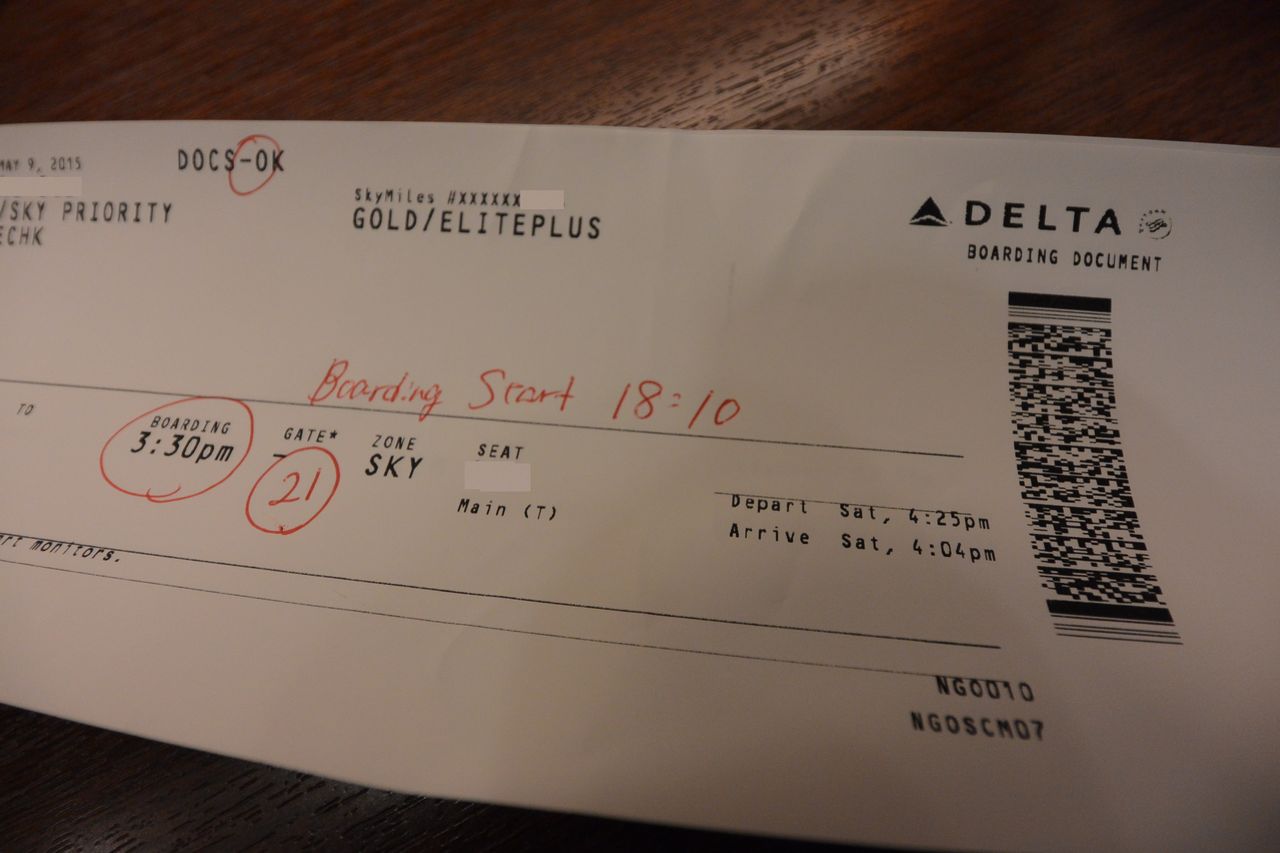 MAY 9, 2015
DOCS-OK
SkyMiles #XXXXXX
/SKY PRIORITY
GOLD/ELITEPLUS
ECHK
DELTA
BOARDING DOCUMENT
Boarding Start 18:10
TO
BOARDING
GATE*
ZONE
SEAT
3:30pm
21
SKY
Main (T)
Depart Sat, 4:25pm
Arrive Sat, 4:04pm
rt monitors.
NGO010
NGOSCM07